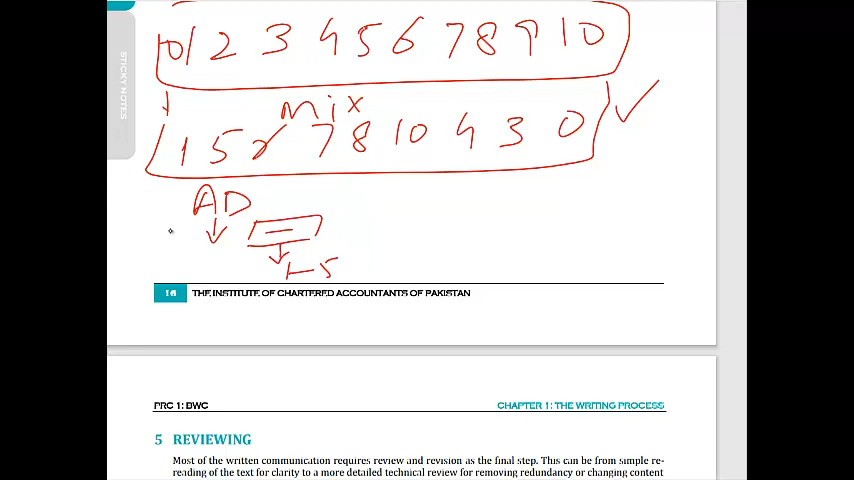 STICKY NOTES
0 1 2 3 4 5 6 7 8 9 10
Mix
1 5 2 7 8 10 4 3 0
AD
16 THE INSTITUTE OF CHARTERED ACCOUNTANTS OF PAKISTAN
PRC 1: BWC CHAPTER 1: THE WRITING PROCESS
5 REVIEWING
Most of the written communication requires review and revision as the final step. This can be from simple re-
reading of the text for clarity to a more detailed technical review for removing redundancy or changing content